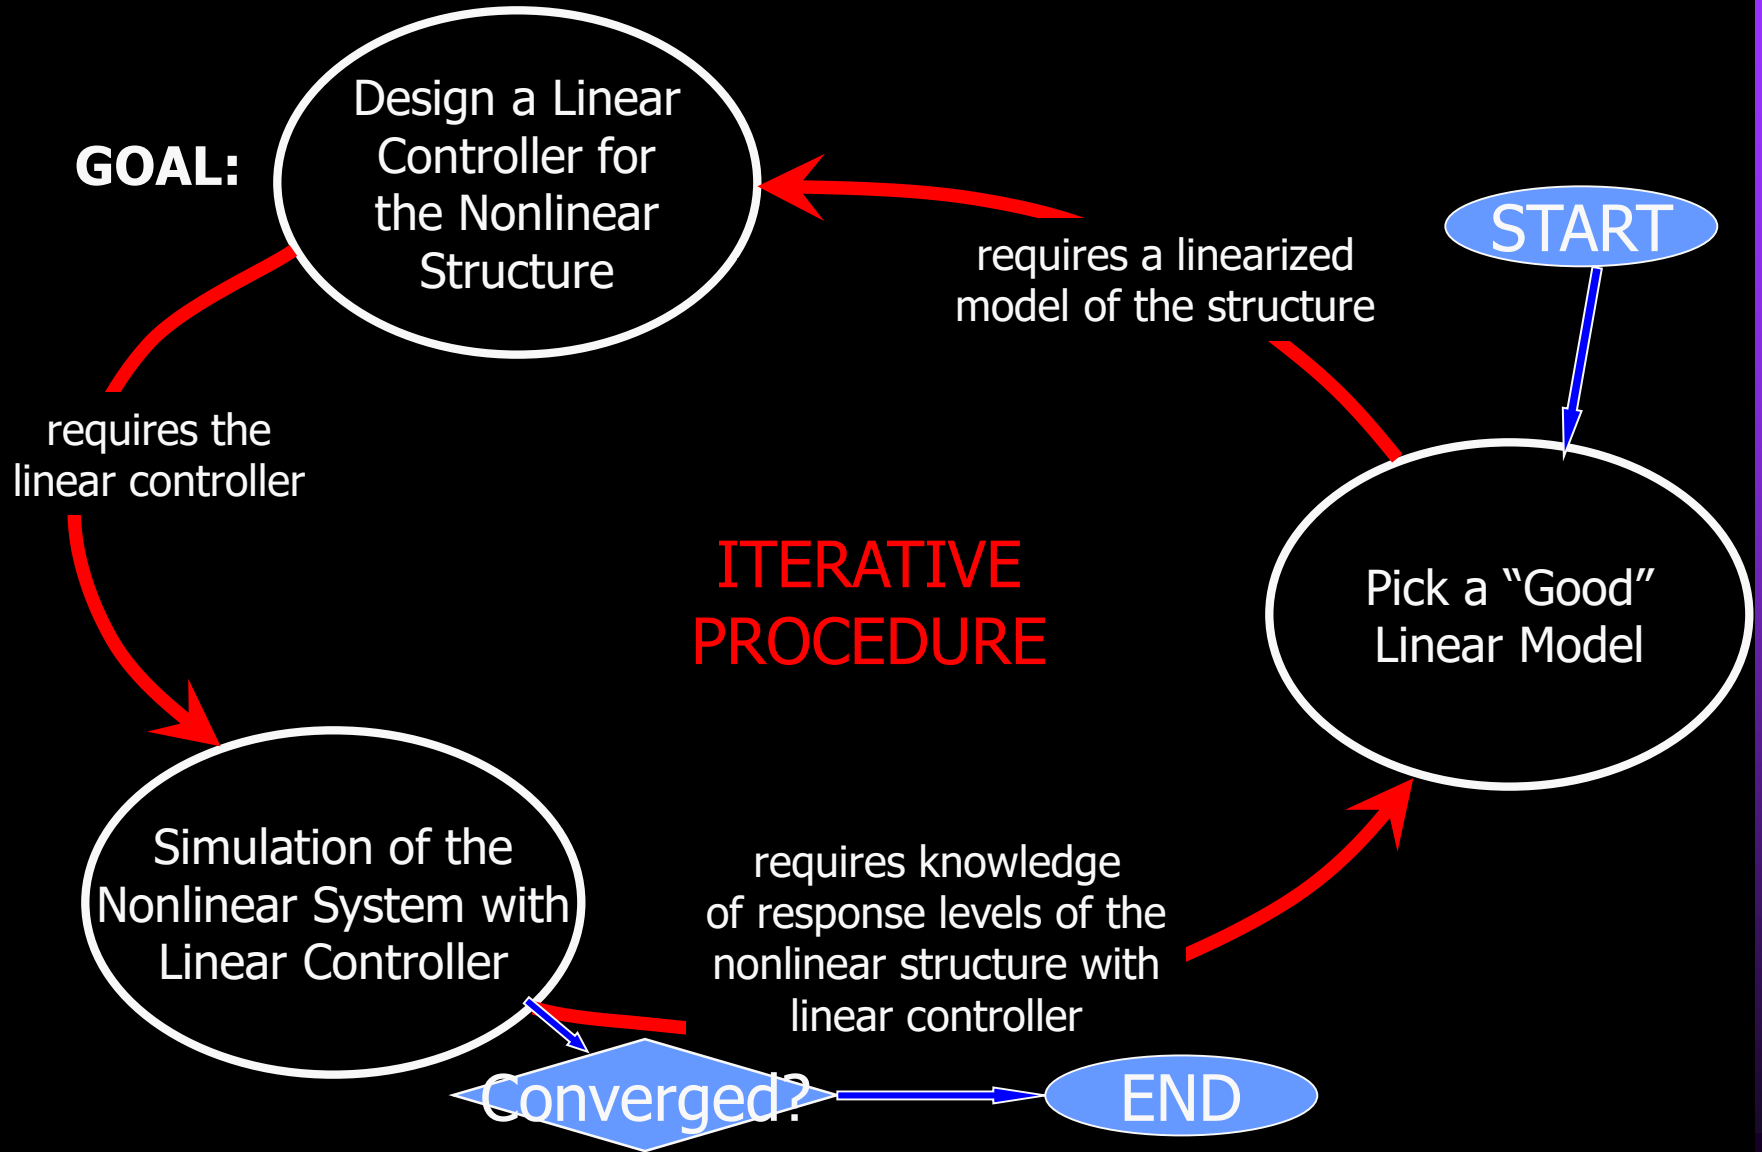 GOAL:
Design a Linear
Controller for
the Nonlinear
Structure
START
requires a linearized
model of the structure
requires the
linear controller
ITERATIVE
PROCEDURE
Pick a “Good”
Linear Model
Simulation of the
Nonlinear System with
Linear Controller
requires knowledge
of response levels of the
nonlinear structure with
linear controller
Converged?
END